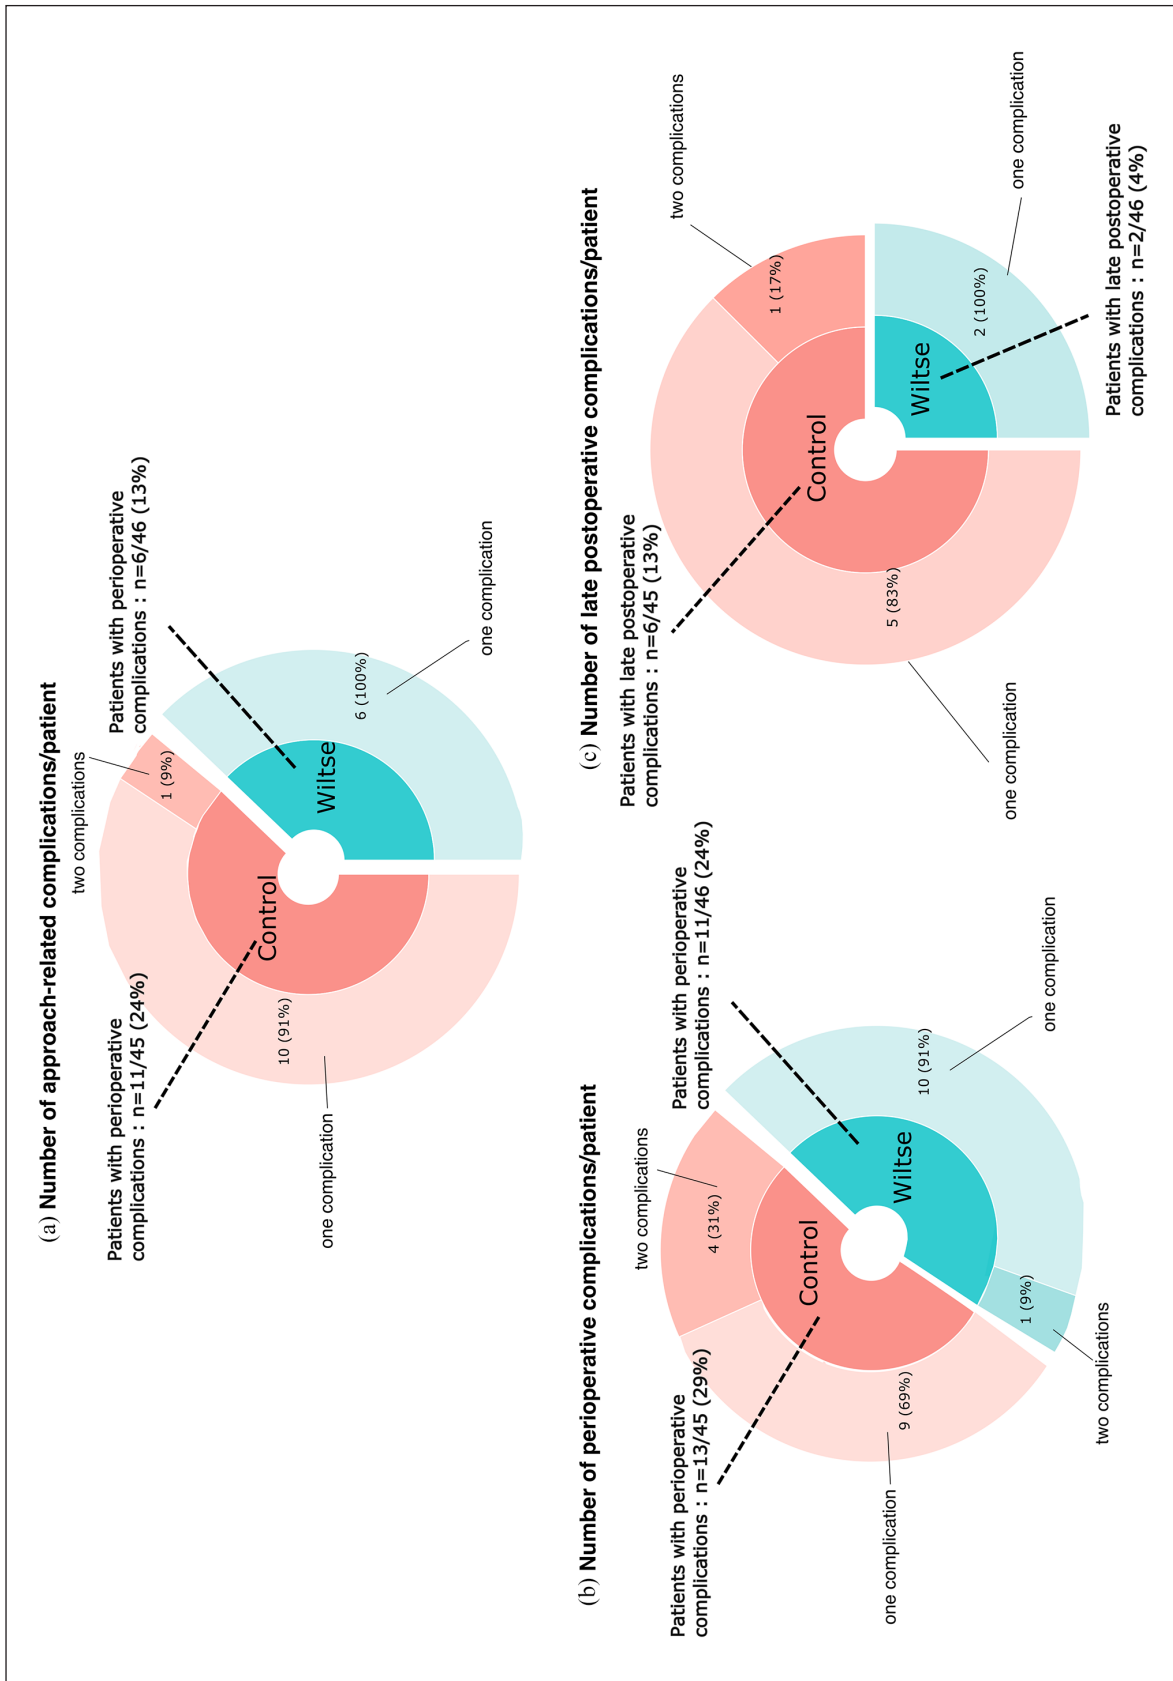 (a) Number of approach-related complications/patient
Patients with perioperative
complications : n=11/45 (24%)
two complications
Patients with perioperative
complications : n=6/46 (13%)
1 (9%)
Control
Wiltse
10 (91%)
6 (100%)
one complication
one complication
(b) Number of perioperative complications/patient
Patients with perioperative
complications : n=13/45 (29%)
two complications
Patients with perioperative
complications : n=11/46 (24%)
4 (31%)
Control
Wiltse
9 (69%)
10 (91%)
1 (9%)
one complication
one complication
two complications
(c) Number of late postoperative complications/patient
Patients with late postoperative
complications : n=6/45 (13%)
two complications
1 (17%)
Control
Wiltse
5 (83%)
2 (100%)
one complication
one complication
Patients with late postoperative
complications : n=2/46 (4%)